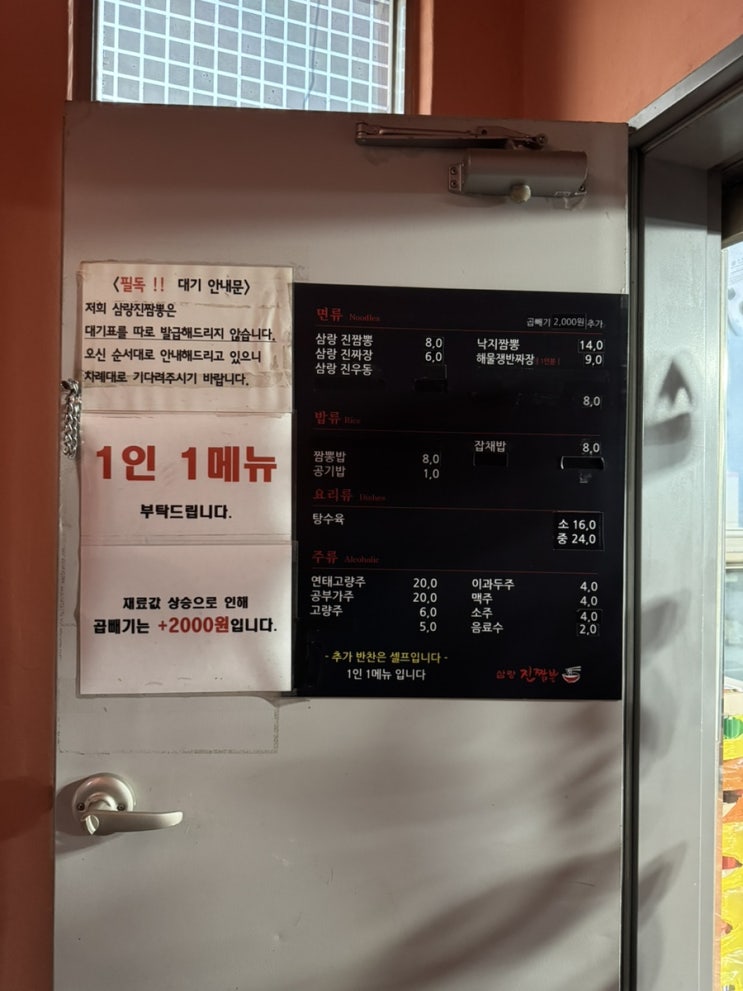 <필독 !! 대기 안내문>
저희 삼랑진짬뽕은
대기표를 따로 발급해드리지 않습니다.
오신 순서대로 안내해드리고 있으니
차례대로 기다려주시기 바랍니다.
1인 1메뉴
부탁드립니다.
재료값 상승으로 인해
곱빼기는 +2000원입니다.
면류 Noodles 곱빼기 2,000원 추가
삼랑 진짬뽕 8,0
삼랑 진짜장 6,0
삼랑 진우동
낙지짬뽕 14,0
해물쟁반짜장 (1인분) 9,0
8,0
밥류 Rice
짬뽕밥 8,0
공기밥 1,0
잡채밥 8,0
요리류 Dishes
탕수육 소 16,0
중 24,0
주류 Alcoholic
연태고량주 20,0
공부가주 20,0
고량주 6,0
5,0
이과두주 4,0
맥주 4,0
소주 4,0
음료수 2,0
- 추가 반찬은 셀프입니다 -
1인 1메뉴 입니다
삼랑 진짬뽕